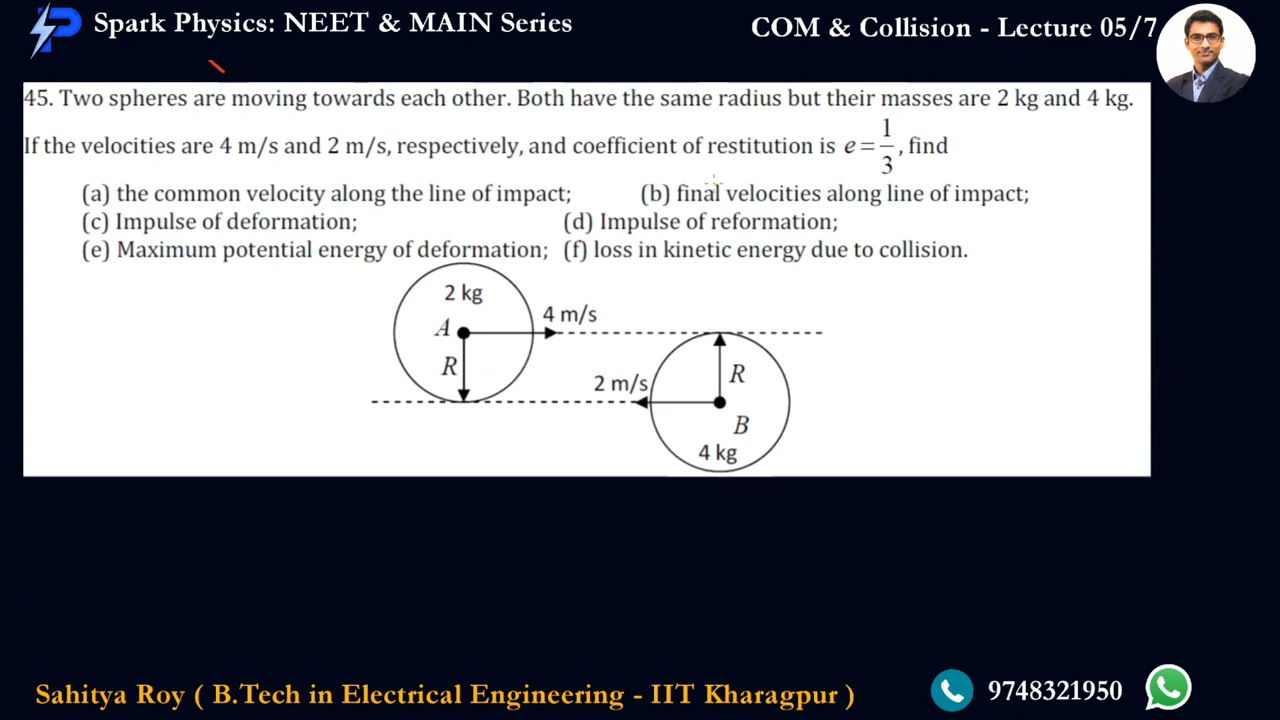 Spark Physics: NEET & MAIN Series
COM & Collision - Lecture 05/7
45. Two spheres are moving towards each other. Both have the same radius but their masses are 2 kg and 4 kg.
If the velocities are 4 m/s and 2 m/s, respectively, and coefficient of restitution is e = 1/3, find
(a) the common velocity along the line of impact; (b) final velocities along line of impact;
(c) Impulse of deformation; (d) Impulse of reformation;
(e) Maximum potential energy of deformation; (f) loss in kinetic energy due to collision.
2 kg
4 m/s
A
R
2 m/s
R
B
4 kg
Sahitya Roy ( B.Tech in Electrical Engineering - IIT Kharagpur )
9748321950